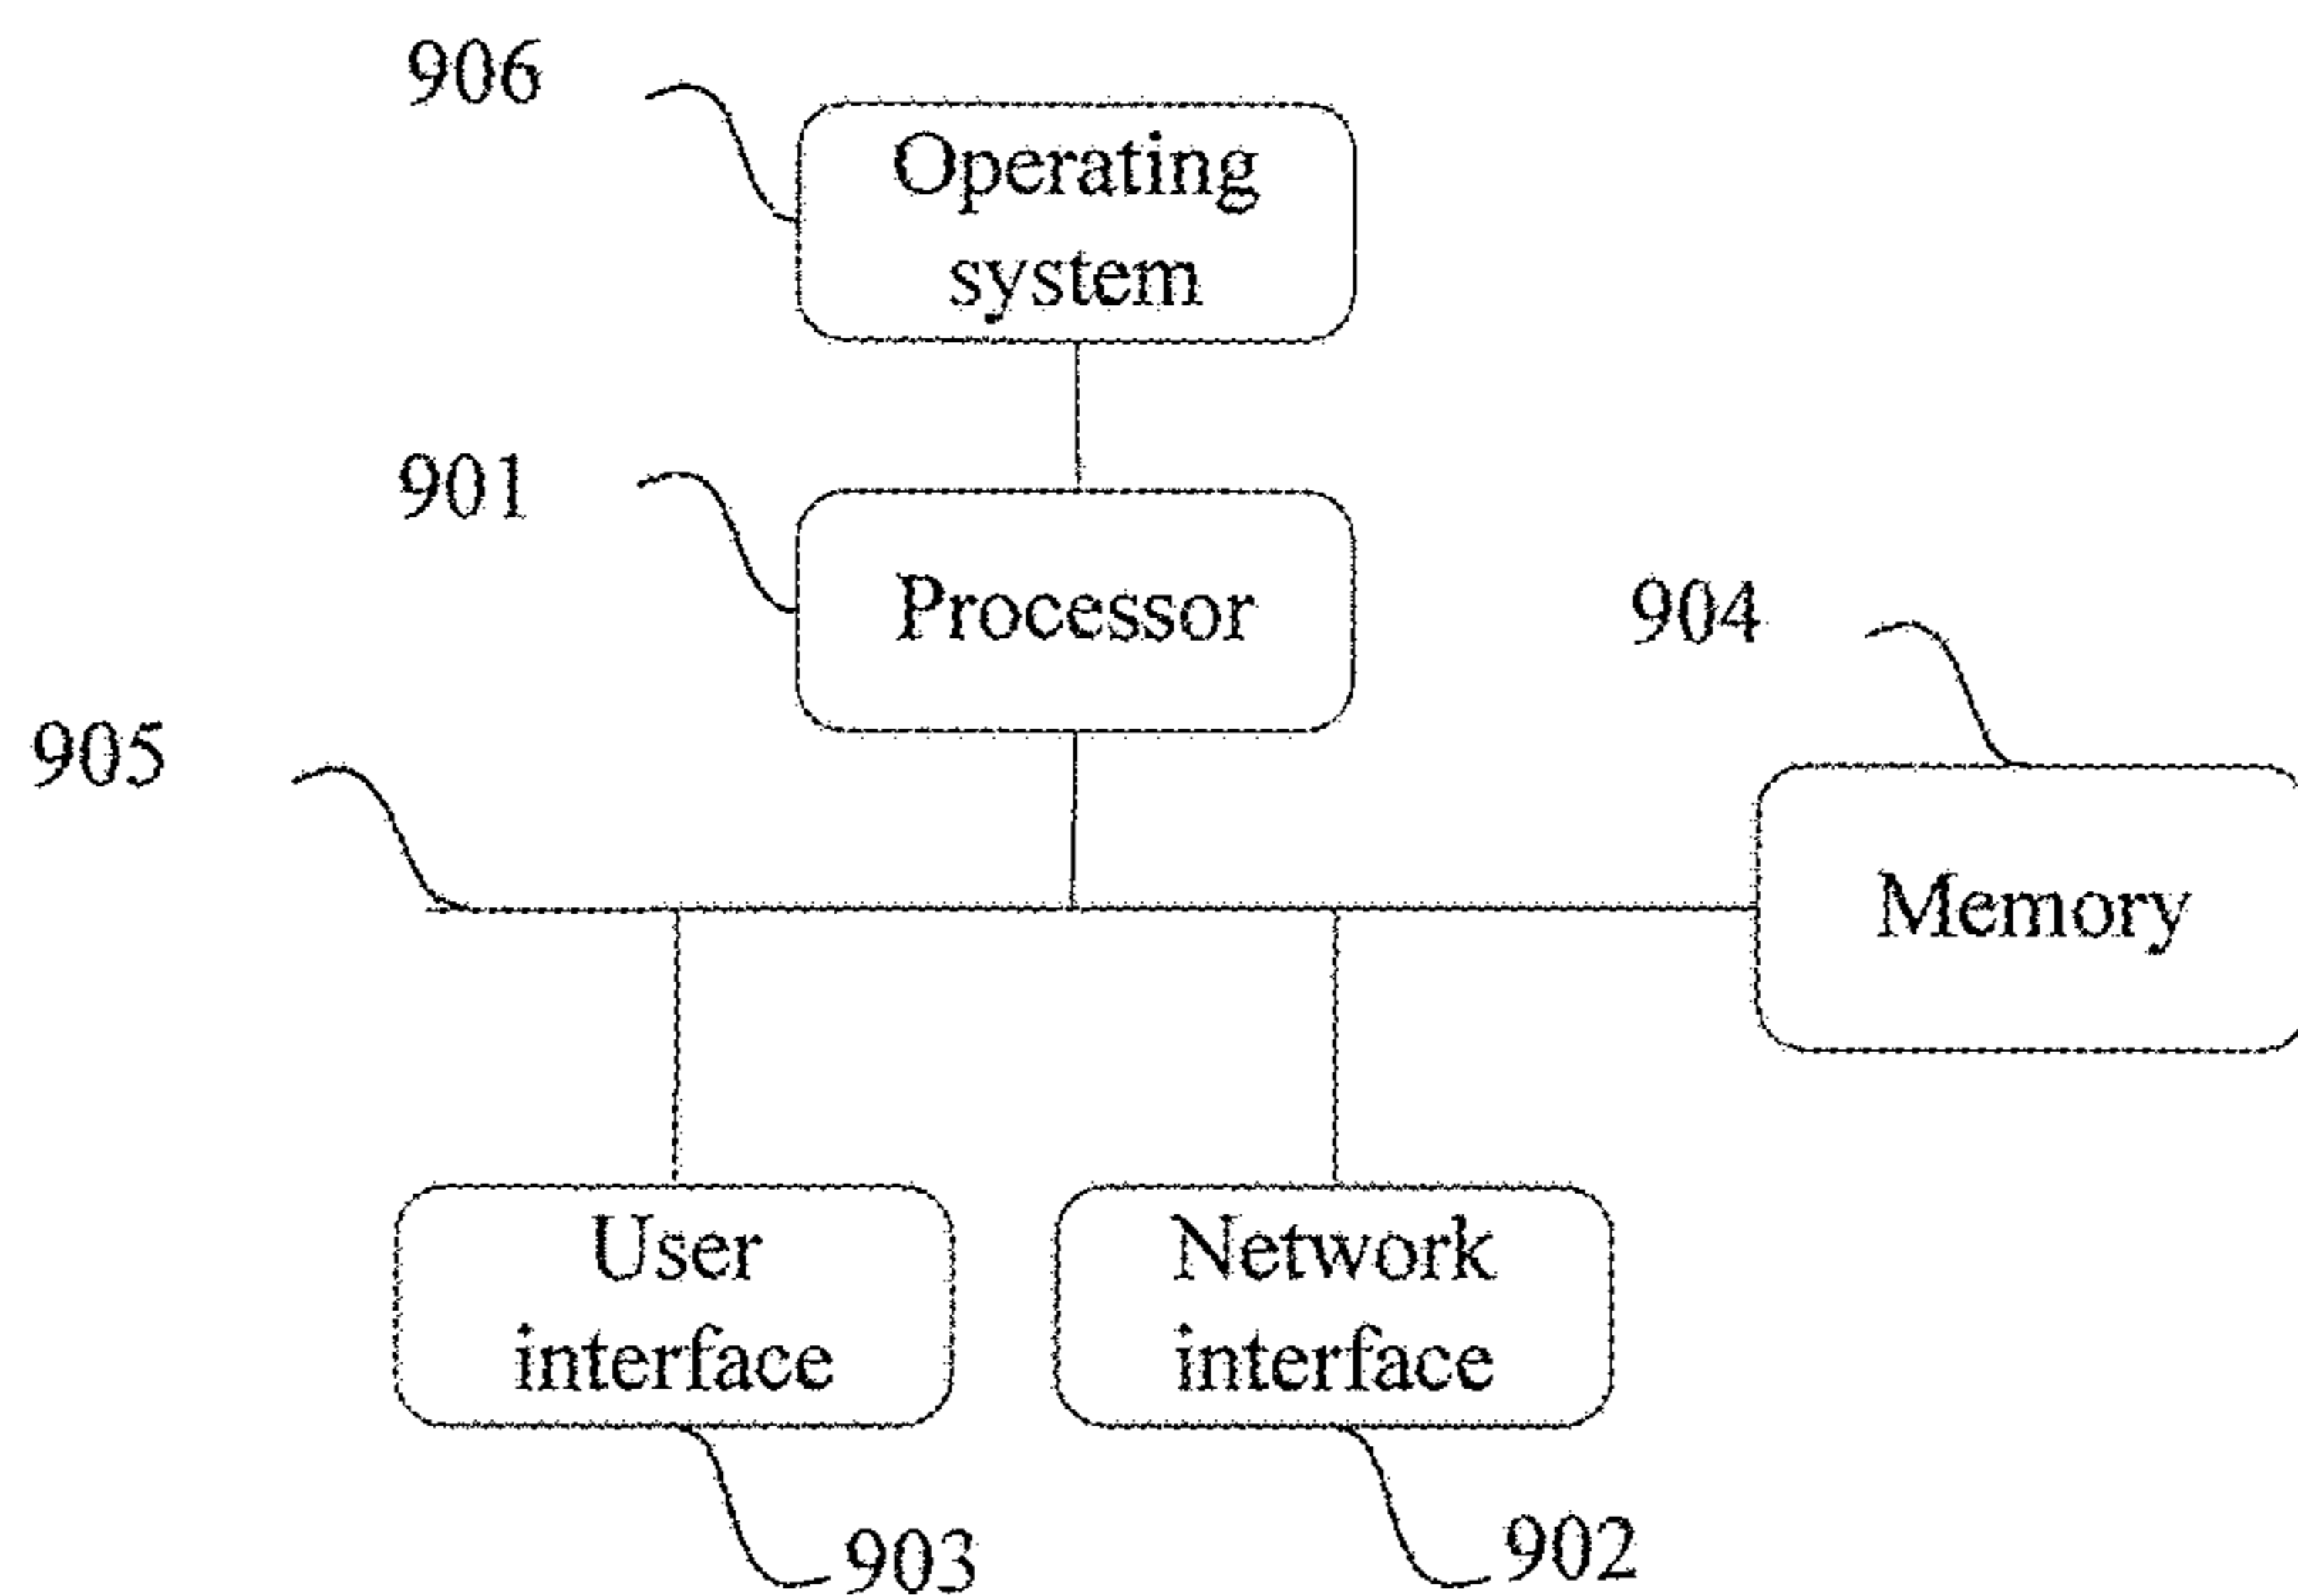 906
Operating
system
901
Processor
904
905
Memory
User
interface
Network
interface
903
902